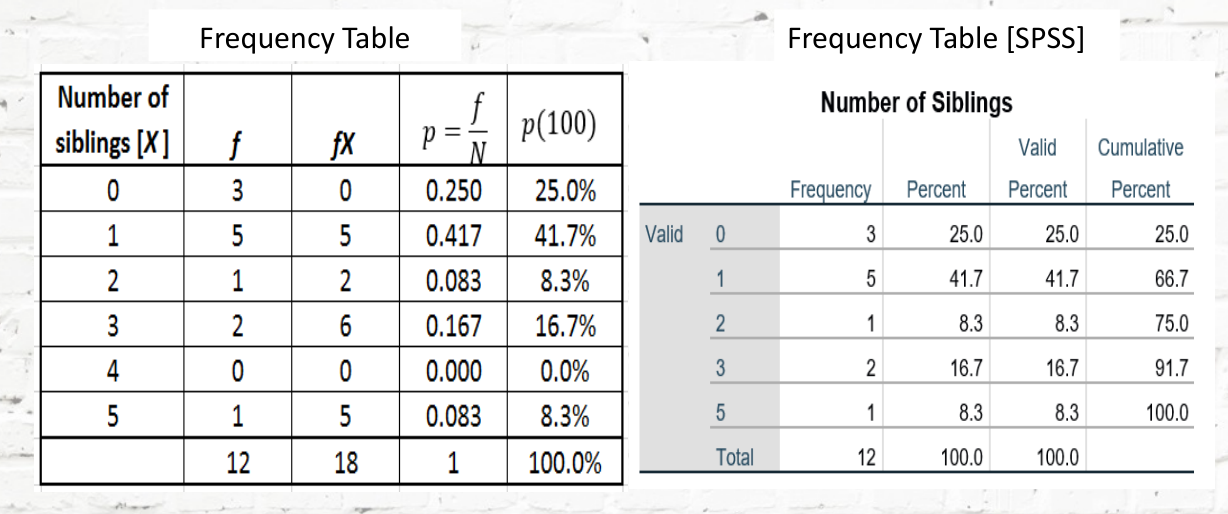 Frequency Table
Number of siblings [X] f fX p = f/N p(100)
0 3 0 0.250 25.0%
1 5 5 0.417 41.7%
2 1 2 0.083 8.3%
3 2 6 0.167 16.7%
4 0 0 0.000 0.0%
5 1 5 0.083 8.3%
12 18 1 100.0%
Frequency Table [SPSS]
Number of Siblings
Frequency Percent Valid Percent Cumulative Percent
Valid 0 3 25.0 25.0 25.0
1 5 41.7 41.7 66.7
2 1 8.3 8.3 75.0
3 2 16.7 16.7 91.7
5 1 8.3 8.3 100.0
Total 12 100.0 100.0